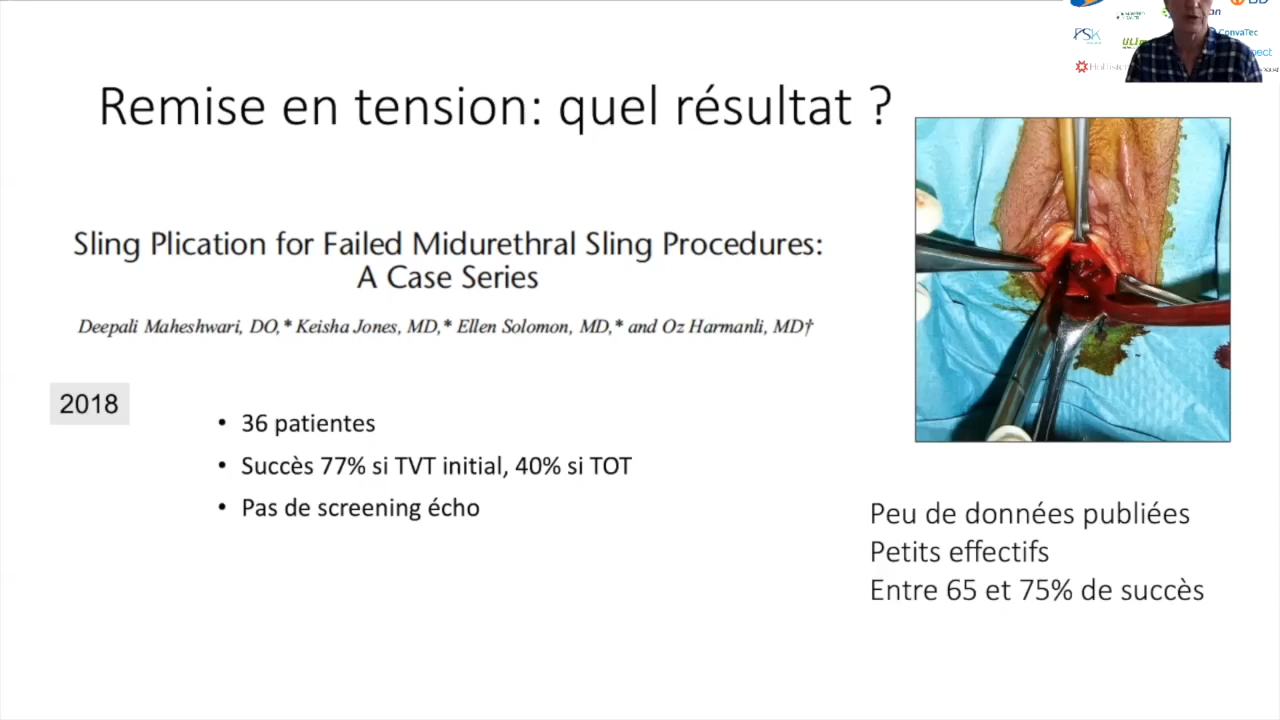 Remise en tension: quel résultat ?
Sling Plication for Failed Midurethral Sling Procedures:
A Case Series
Deepali Maheshwari, DO,* Keisha Jones, MD,* Ellen Solomon, MD,* and Oz Harmanli, MD†
2018
• 36 patientes
• Succès 77% si TVT initial, 40% si TOT
• Pas de screening écho
Peu de données publiées
Petits effectifs
Entre 65 et 75% de succès
ConvaTec